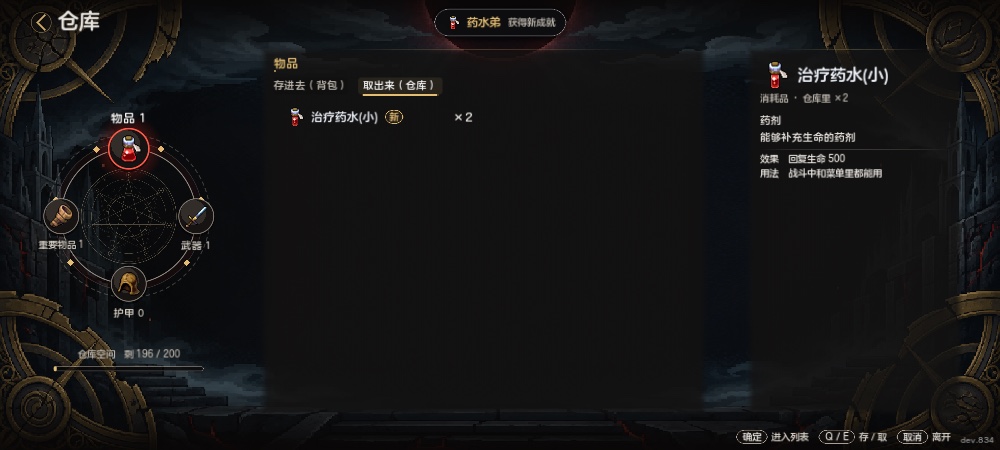 仓库
药水弟 获得新成就
物品
存进去（背包） 取出来（仓库）
治疗药水(小) 新 ×2
物品 1
重要物品 1
武器 1
护甲 0
仓库空间 剩 196 / 200
治疗药水(小)
消耗品 · 仓库里 ×2
药剂
能够补充生命的药剂
效果 回复生命 500
用法 战斗中和菜单里都能用
确定 进入列表 Q / E 存 / 取 取消 离开
dev.834